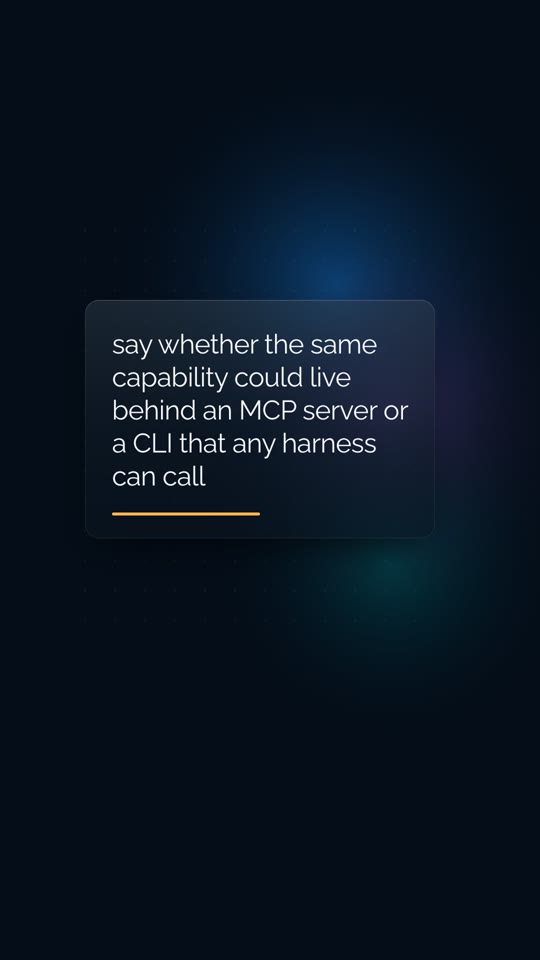 say whether the same
capability could live
behind an MCP server or
a CLI that any harness
can call